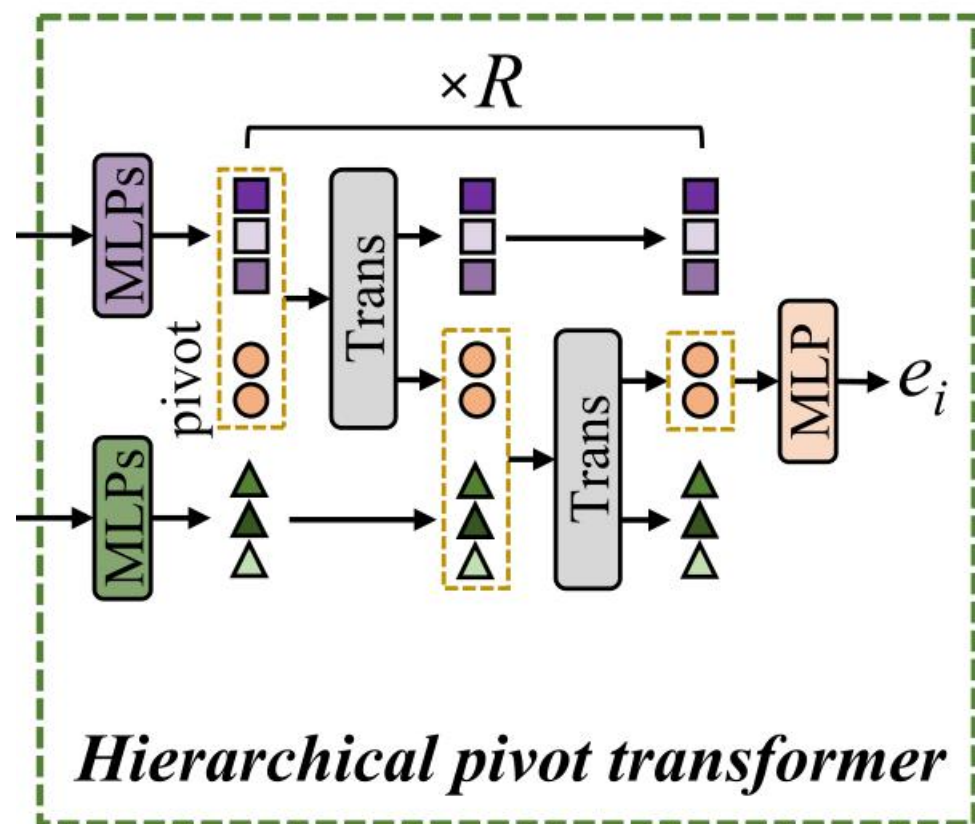 ×R
MLPs
Trans
pivot
MLPs
Trans
MLP
e_i
Hierarchical pivot transformer